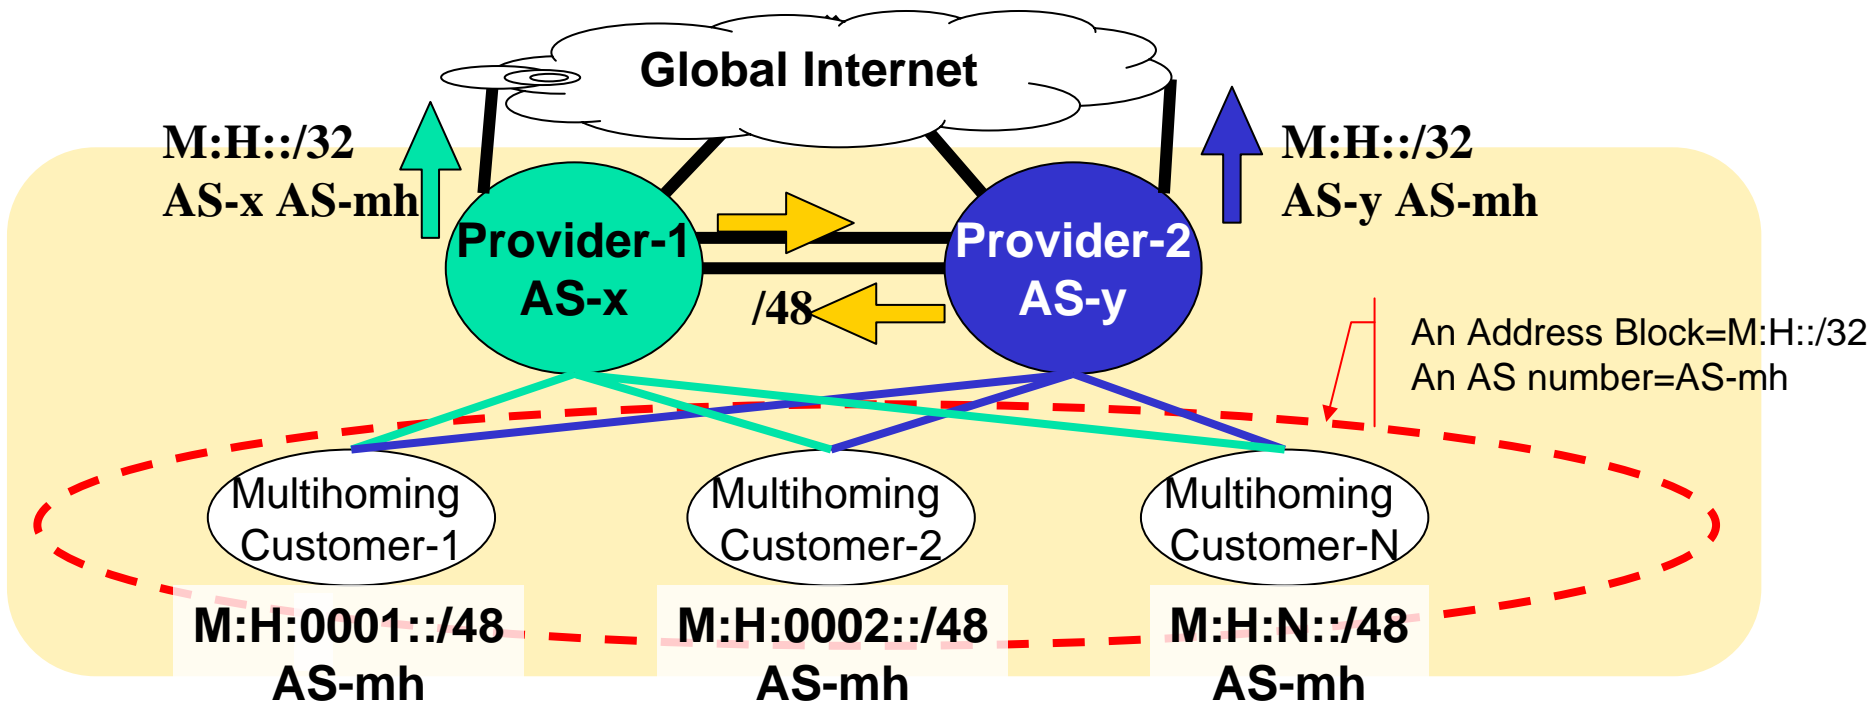 Global Internet
M:H::/32
AS-x AS-mh
M:H::/32
AS-y AS-mh
Provider-1
AS-x
Provider-2
AS-y
/48
An Address Block=M:H::/32
An AS number=AS-mh
Multihoming
Customer-1
Multihoming
Customer-2
Multihoming
Customer-N
M:H:0001::/48
AS-mh
M:H:0002::/48
AS-mh
M:H:N::/48
AS-mh